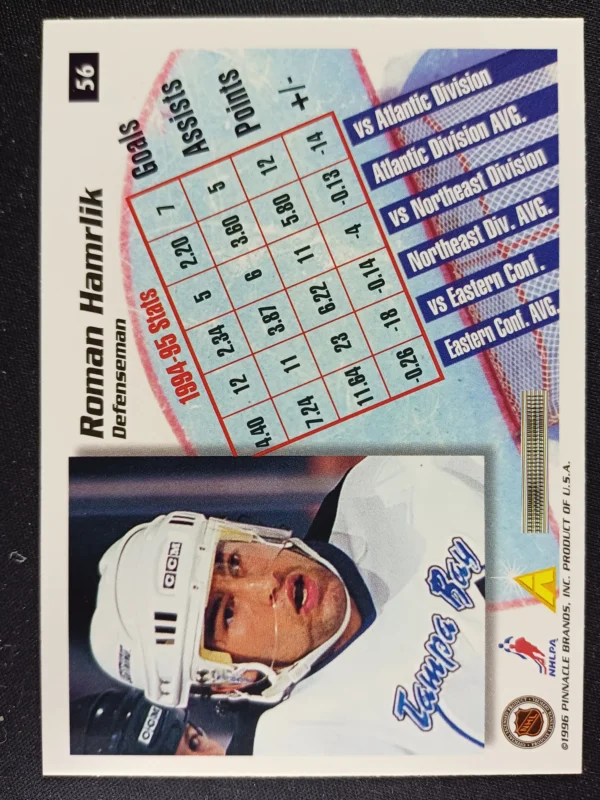 56
Roman Hamrlik
Defenseman
1994-95 Stats
Goals
Assists
Points
+/-
7 5 12 -14 vs Atlantic Division
2.20 3.60 5.80 -0.13 Atlantic Division AVG.
5 6 11 -4 vs Northeast Division
2.34 3.87 6.22 -0.14 Northeast Div. AVG.
12 11 23 -18 vs Eastern Conf.
4.40 7.24 11.64 -0.26 Eastern Conf. AVG.
CCM
CCM
Tampa Bay
NHLPA
NHL
©1996 PINNACLE BRANDS, INC. PRODUCT OF U.S.A.